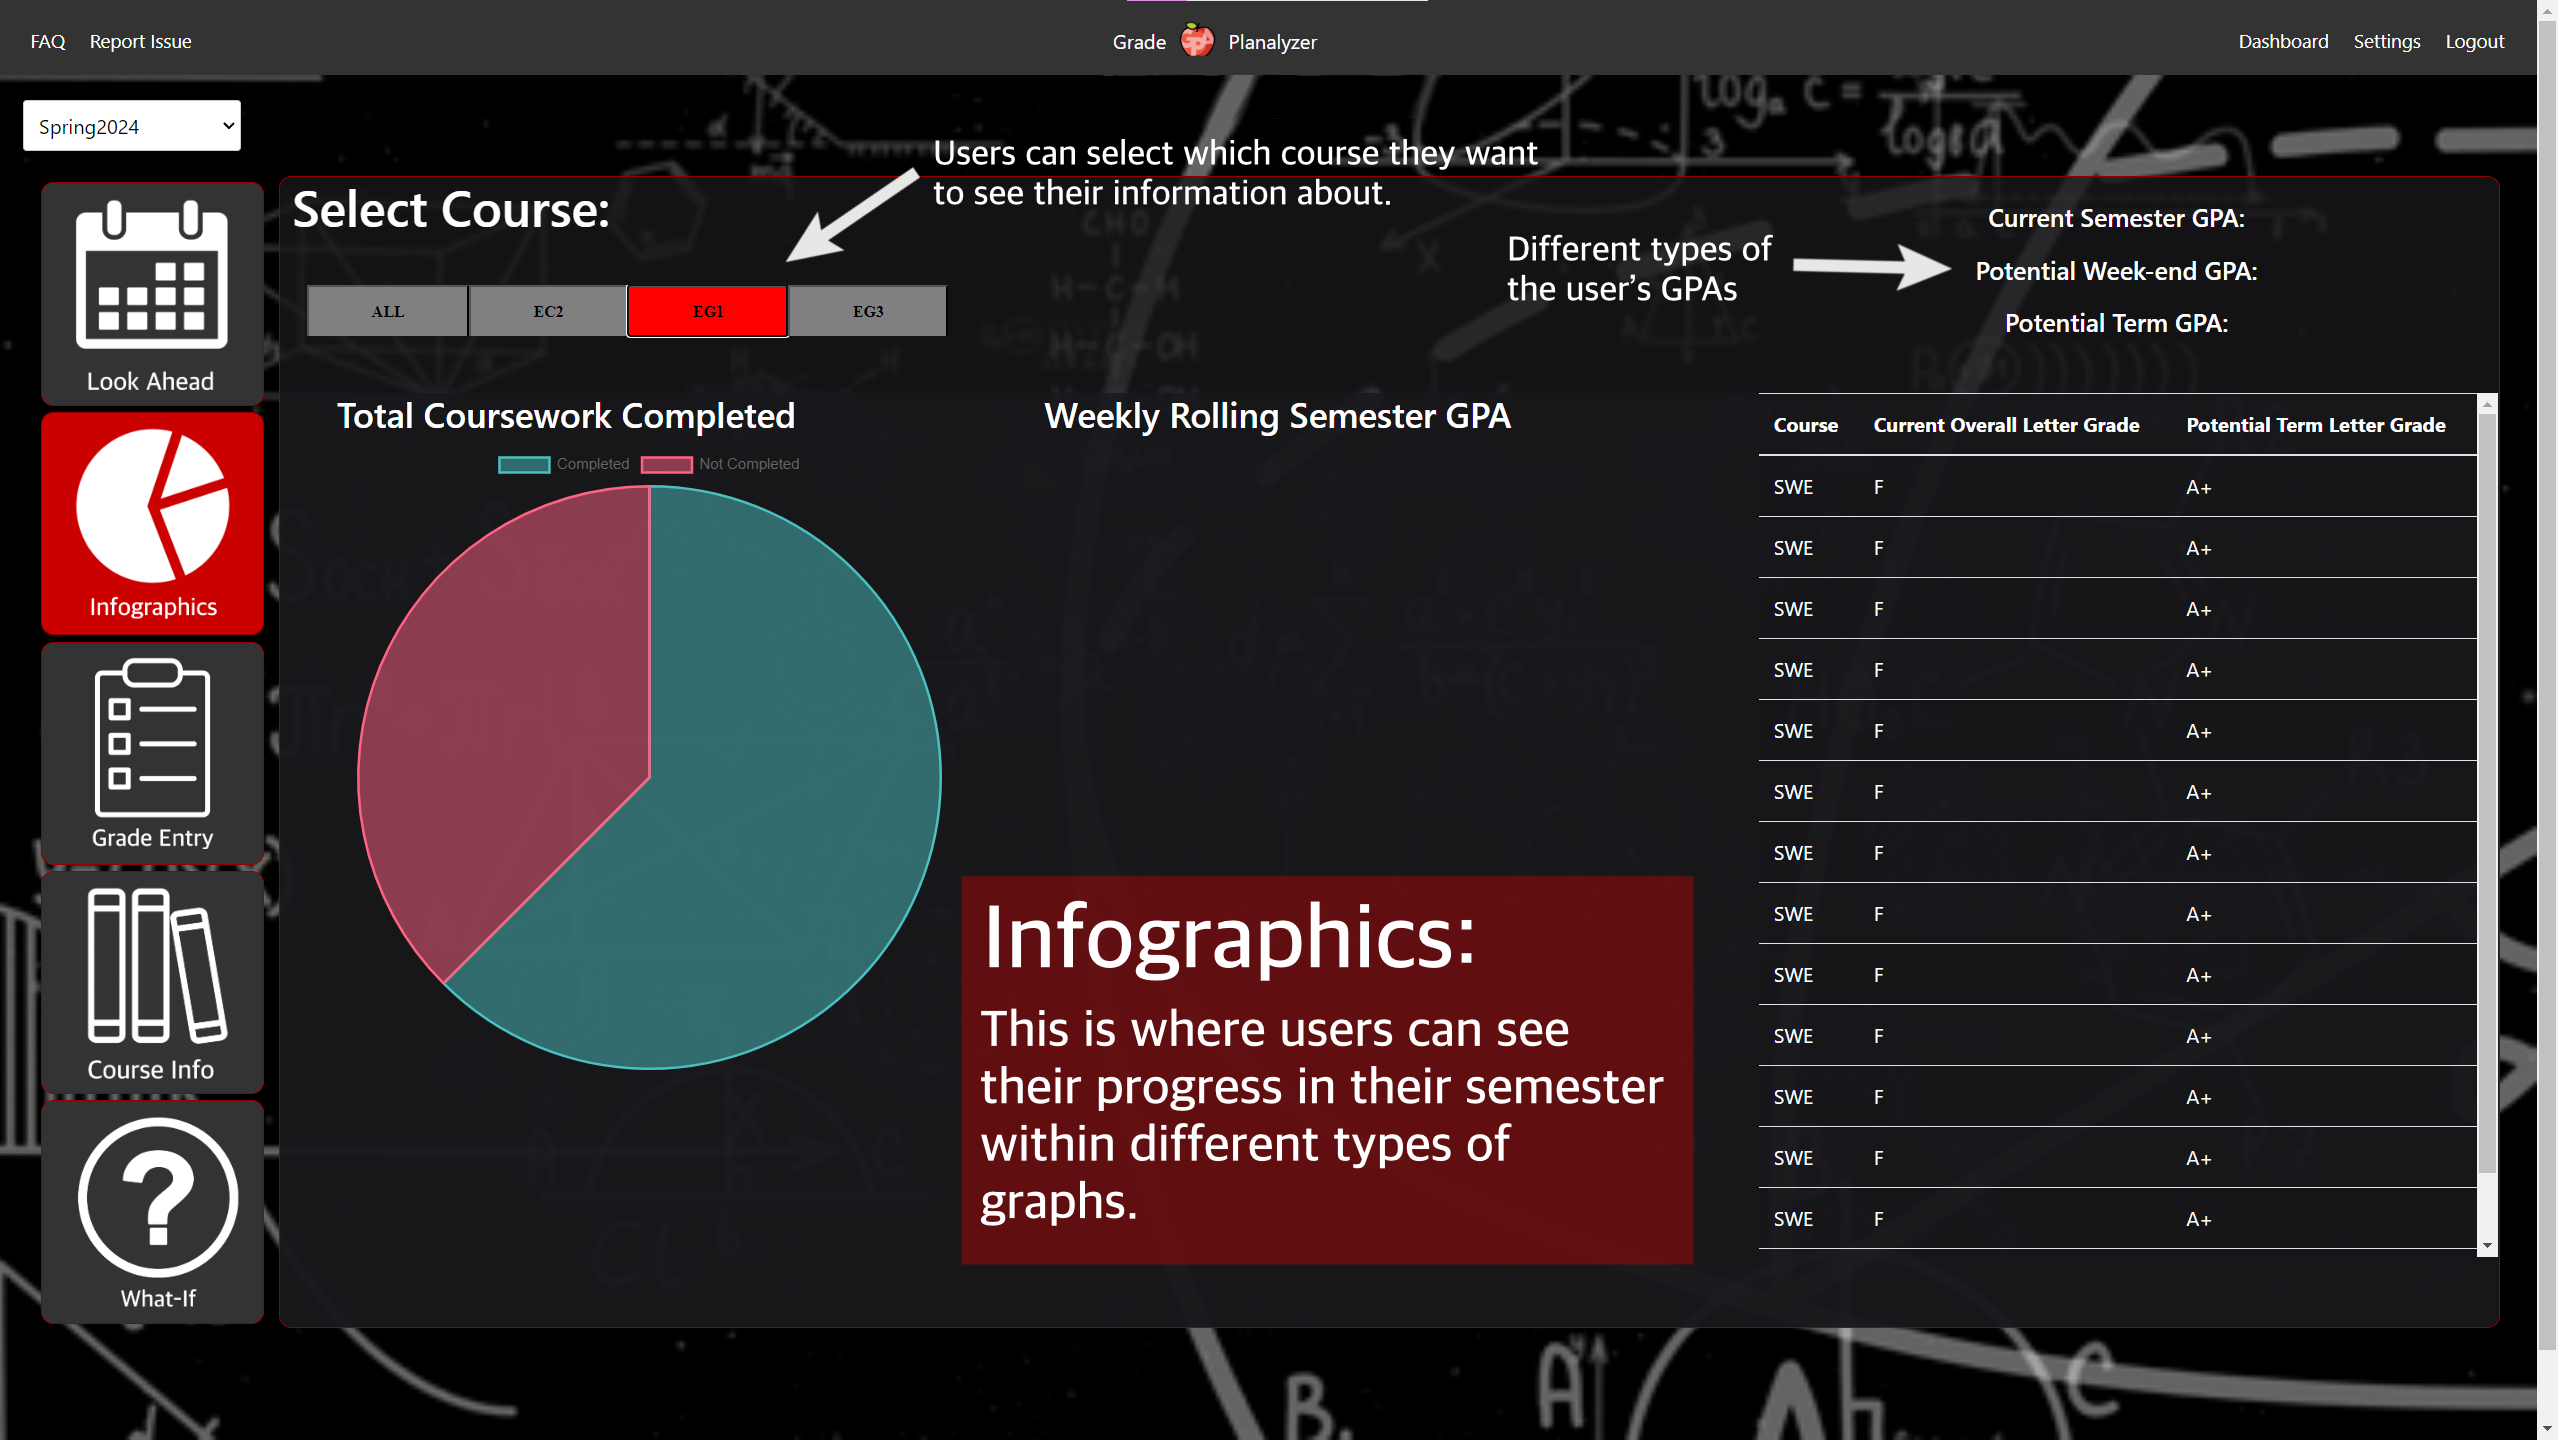 FAQ Report Issue
Grade GPA Planalyzer
Dashboard Settings Logout
Spring2024
Users can select which course they want
to see their information about.
Select Course:
Different types of
the user's GPAs
Current Semester GPA:
Potential Week-end GPA:
Potential Term GPA:
ALL EC2 EG1 EG3
Look Ahead
Infographics
Grade Entry
Course Info
What-If
Total Coursework Completed
Completed Not Completed
Weekly Rolling Semester GPA
Infographics:
This is where users can see
their progress in their semester
within different types of
graphs.
Course Current Overall Letter Grade Potential Term Letter Grade
SWE F A+
SWE F A+
SWE F A+
SWE F A+
SWE F A+
SWE F A+
SWE F A+
SWE F A+
SWE F A+
SWE F A+
SWE F A+
SWE F A+
SWE F A+